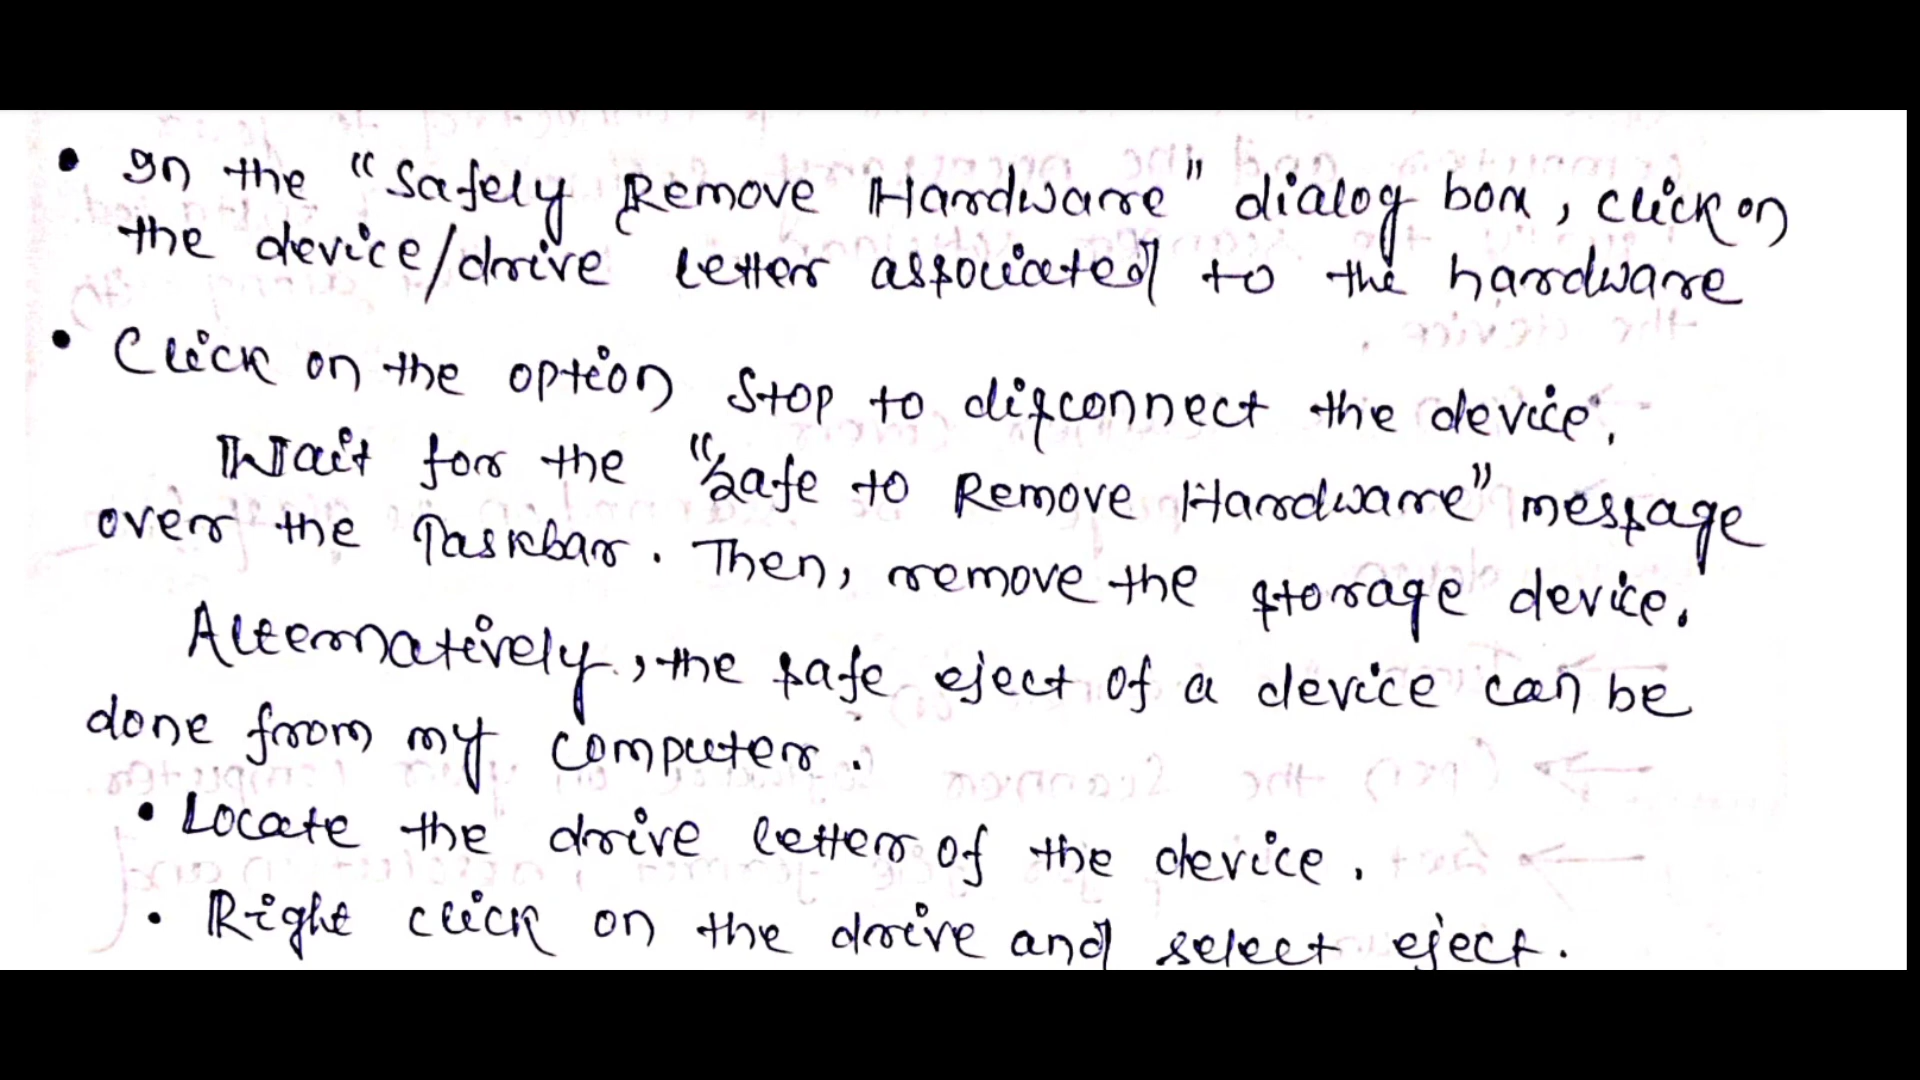 • In the "Safely Remove Hardware" dialog box, click on
the device/drive letter associated to the hardware
• Click on the option Stop to disconnect the device.
Wait for the "Safe to Remove Hardware" message
over the Taskbar. Then, remove the storage device.
Alternatively, the safe eject of a device can be
done from my computer.
• Locate the drive letter of the device.
• Right click on the drive and select eject.